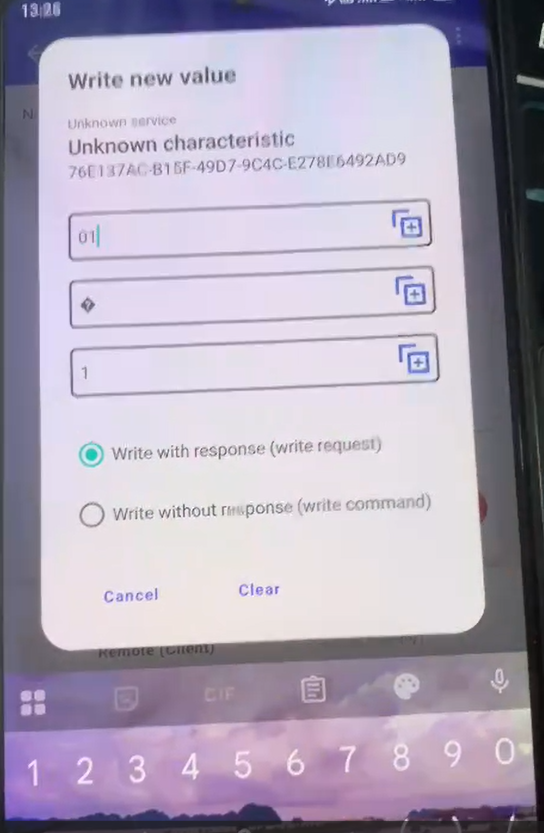 13:26
Write new value
Unknown service
Unknown characteristic
76E137AC-B15F-49D7-9C4C-E278E6492AD9
01
�
1
Write with response (write request)
Write without response (write command)
Cancel
Clear
Remote (Client)
GIF
1 2 3 4 5 6 7 8 9 0